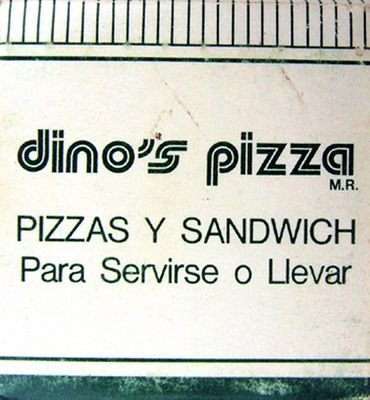 dino's pizza
M.R.
PIZZAS Y SANDWICH
Para Servirse o Llevar